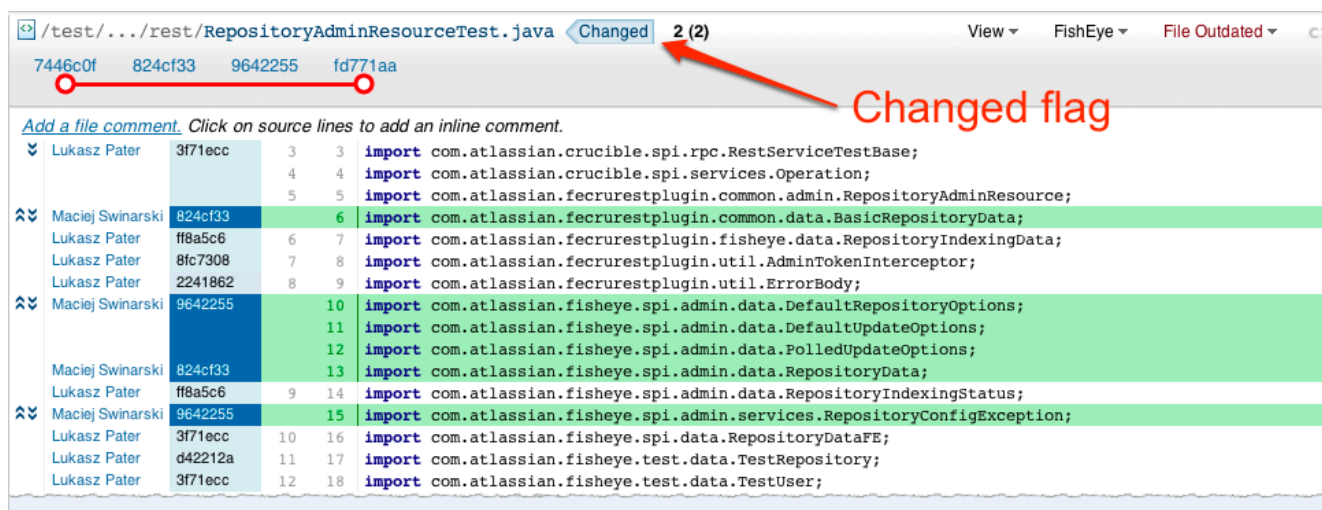 /test/.../rest/RepositoryAdminResourceTest.java Changed 2 (2) View FishEye File Outdated
7446c0f 824cf33 9642255 fd771aa
Changed flag
Add a file comment. Click on source lines to add an inline comment.
Lukasz Pater 3f71ecc 3 3 import com.atlassian.crucible.spi.rpc.RestServiceTestBase;
4 4 import com.atlassian.crucible.spi.services.Operation;
5 5 import com.atlassian.fecrurestplugin.common.admin.RepositoryAdminResource;
Maciej Swinarski 824cf33 6 import com.atlassian.fecrurestplugin.common.data.BasicRepositoryData;
Lukasz Pater ff8a5c6 6 7 import com.atlassian.fecrurestplugin.fisheye.data.RepositoryIndexingData;
Lukasz Pater 8fc7308 7 8 import com.atlassian.fecrurestplugin.util.AdminTokenInterceptor;
Lukasz Pater 2241862 8 9 import com.atlassian.fecrurestplugin.util.ErrorBody;
Maciej Swinarski 9642255 10 import com.atlassian.fisheye.spi.admin.data.DefaultRepositoryOptions;
11 import com.atlassian.fisheye.spi.admin.data.DefaultUpdateOptions;
12 import com.atlassian.fisheye.spi.admin.data.PolledUpdateOptions;
Maciej Swinarski 824cf33 13 import com.atlassian.fisheye.spi.admin.data.RepositoryData;
Lukasz Pater ff8a5c6 9 14 import com.atlassian.fisheye.spi.admin.data.RepositoryIndexingStatus;
Maciej Swinarski 9642255 15 import com.atlassian.fisheye.spi.admin.services.RepositoryConfigException;
Lukasz Pater 3f71ecc 10 16 import com.atlassian.fisheye.spi.data.RepositoryDataFE;
Lukasz Pater d42212a 11 17 import com.atlassian.fisheye.test.data.TestRepository;
Lukasz Pater 3f71ecc 12 18 import com.atlassian.fisheye.test.data.TestUser;